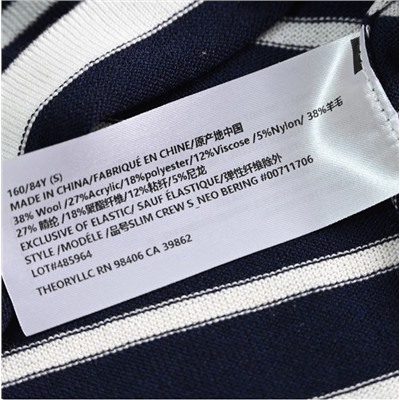 160/84Y (S)
MADE IN CHINA/FABRIQUÉ EN CHINE/原产地中国
38% Wool /27%Acrylic/18%polyester/12%Viscose /5%Nylon/ 38%羊毛
27% 腈纶 /18%聚酯纤维/12%粘纤/5%尼龙
EXCLUSIVE OF ELASTIC/ SAUF ÉLASTIQUE/弹性纤维除外
STYLE /MODÈLE /品号SLIM CREW S_NEO BERING #00711706
LOT#485964
THEORYLLC RN 98406 CA 39862